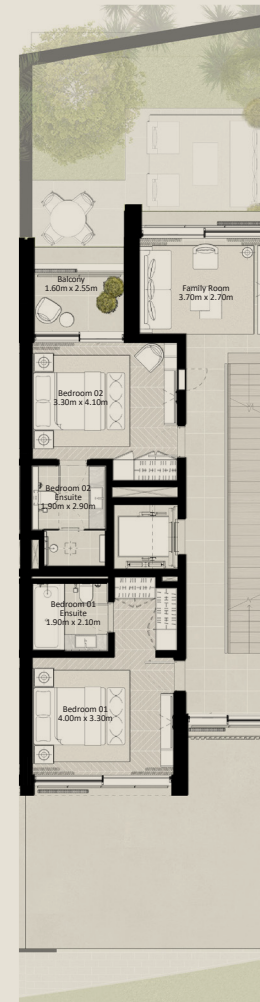 Balcony
1.60m x 2.55m
Family Room
3.70m x 2.70m
Bedroom 02
3.30m x 4.10m
Bedroom 02
Ensuite
1.90m x 2.90m
Bedroom 01
Ensuite
1.90m x 2.10m
Bedroom 01
4.00m x 3.30m